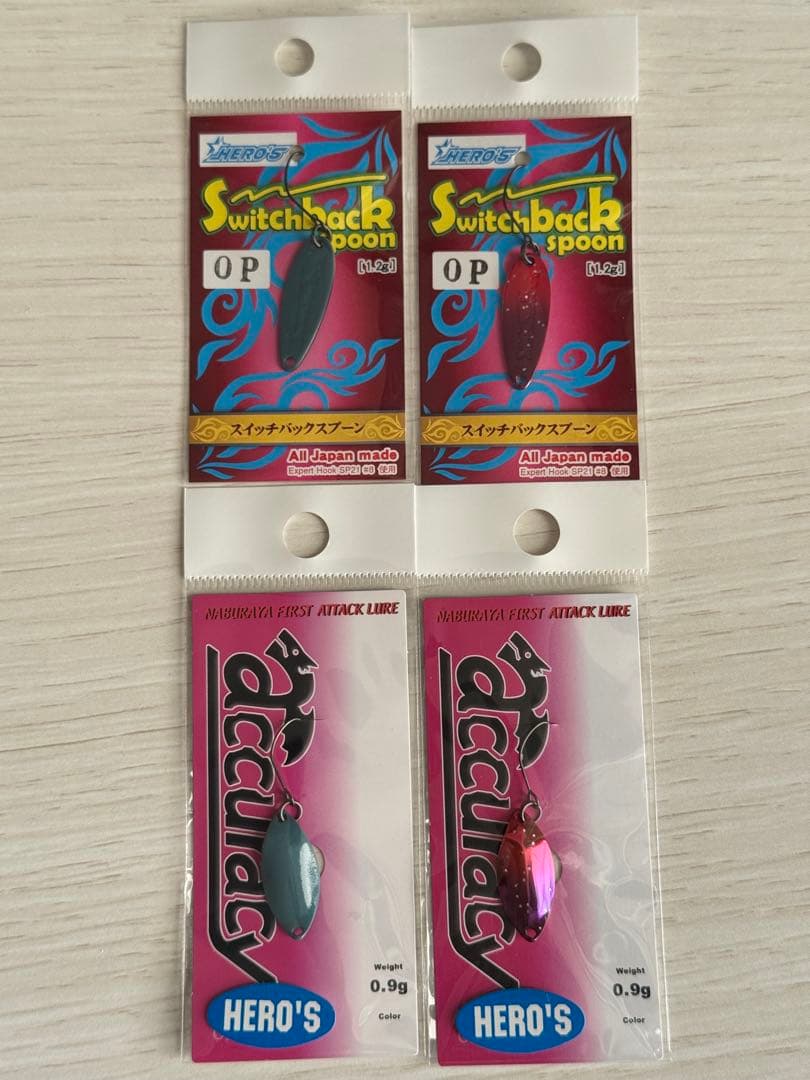 HERO'S
Switchback
spoon
OP
[1.2g]
スイッチバックスプーン
All Japan made
Expert Hook SP21 #8 使用
HERO'S
Switchback
spoon
OP
[1.2g]
スイッチバックスプーン
All Japan made
Expert Hook SP21 #8 使用
NABURAYA FIRST ATTACK LURE
accuracy
Weight
0.9g
Color
HERO'S
NABURAYA FIRST ATTACK LURE
accuracy
Weight
0.9g
Color
HERO'S